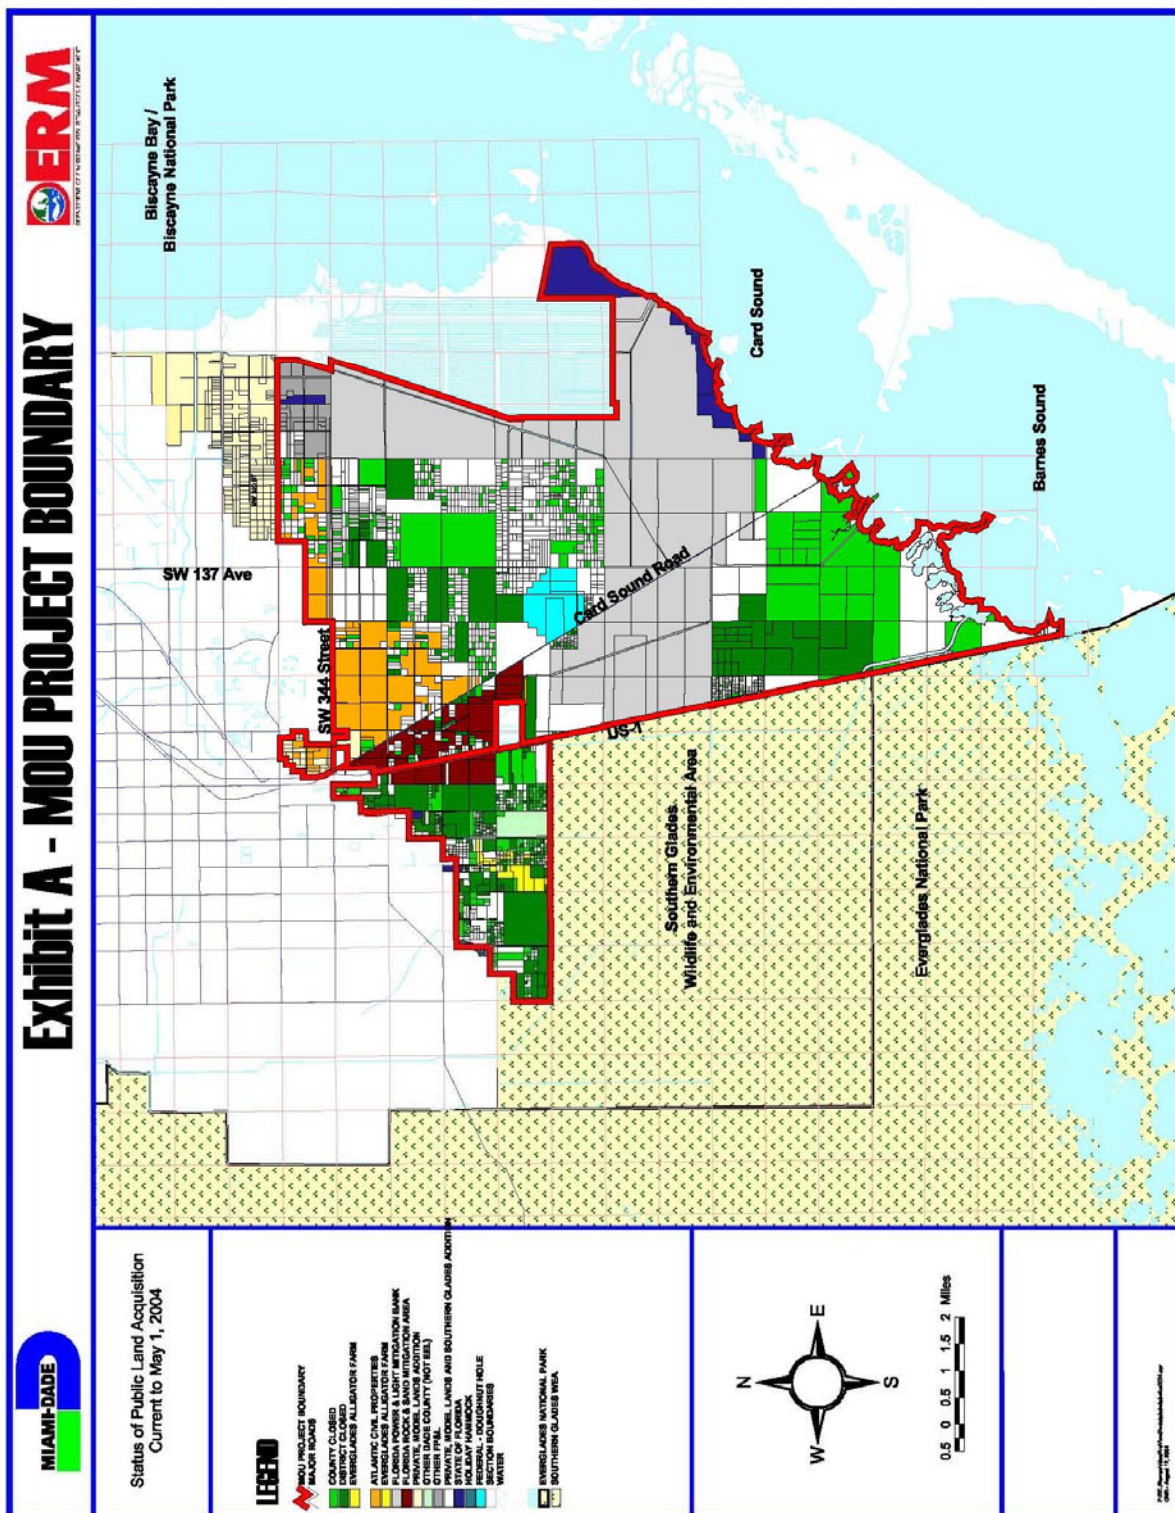 MIAMI-DADE
Exhibit A - MOU PROJECT BOUNDARY
DERM
Status of Public Land Acquisition
Current to May 1, 2004
LEGEND
MOU PROJECT BOUNDARY
MAJOR ROADS
COUNTY CLOSED
DISTRICT CLOSED
EVERGLADES ALLIGATOR FARM
ATLANTIC CIVIL PROPERTIES
EVERGLADES ALLIGATOR FARM
FLORIDA POWER & LIGHT MITIGATION BANK
FLORIDA ROCK & SAND MITIGATION AREA
PRIVATE, MODEL LANDS ADDITION
OTHER DADE COUNTY (NOT EEL)
OTHER FP&L
PRIVATE, MODEL LANDS AND SOUTHERN GLADES ADDITION
STATE OF FLORIDA
HOLIDAY HAMMOCK
FEDERAL - DOUGHNUT HOLE
SECTION BOUNDARIES
WATER
EVERGLADES NATIONAL PARK
SOUTHERN GLADES WEA
N
W
E
S
0.5 0 0.5 1 1.5 2 Miles
Biscayne Bay /
Biscayne National Park
SW 137 Ave
SW 344 Street
Card Sound Road
US-1
Card Sound
Barnes Sound
Southern Glades
Wildlife and Environmental Area
Everglades National Park